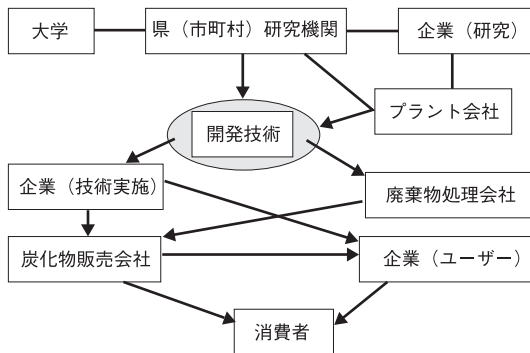 大学
県（市町村）研究機関
企業（研究）
プラント会社
開発技術
企業（技術実施）
廃棄物処理会社
炭化物販売会社
企業（ユーザー）
消費者